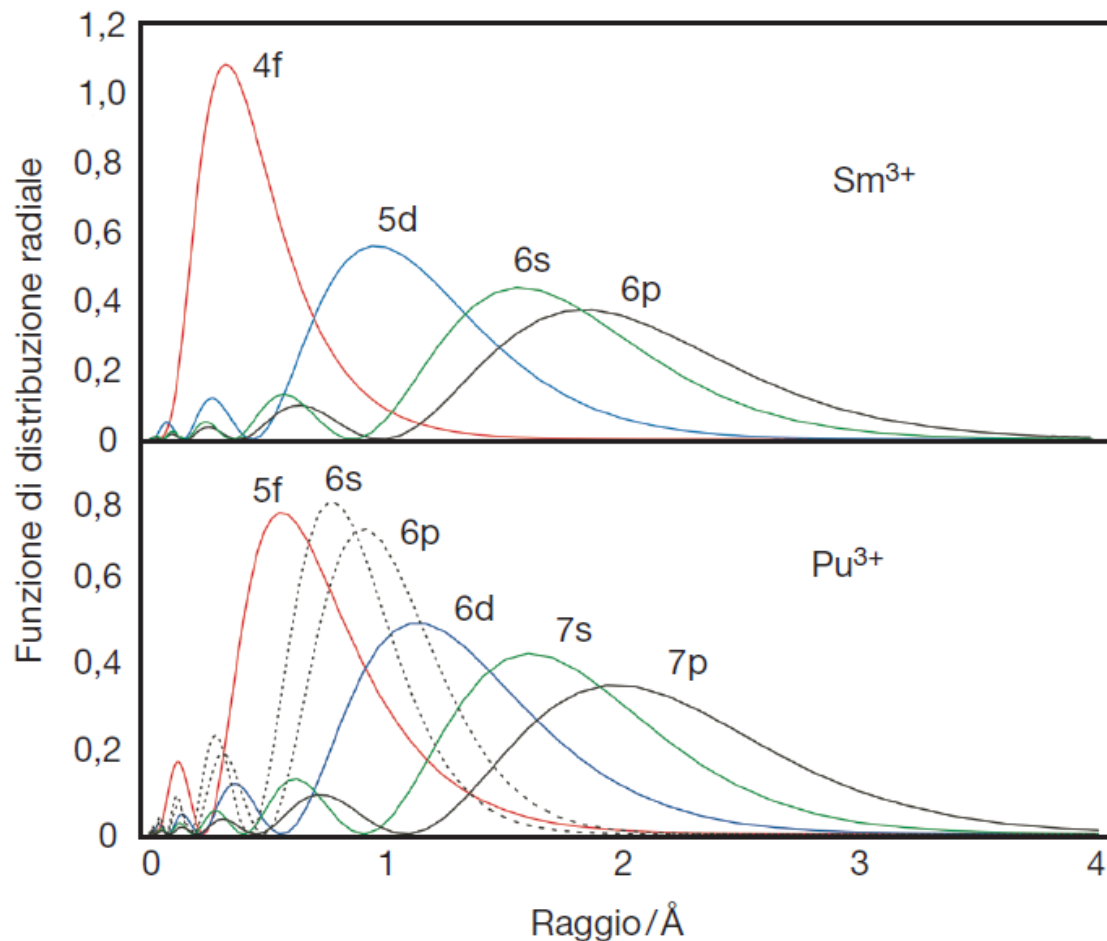 Funzione di distribuzione radiale
1,2
1,0
0,8
0,6
0,4
0,2
0
4f
5d
6s
6p
Sm³⁺
0,8
0,6
0,4
0,2
0
5f
6s
6p
6d
7s
7p
Pu³⁺
0 1 2 3 4
Raggio/Å